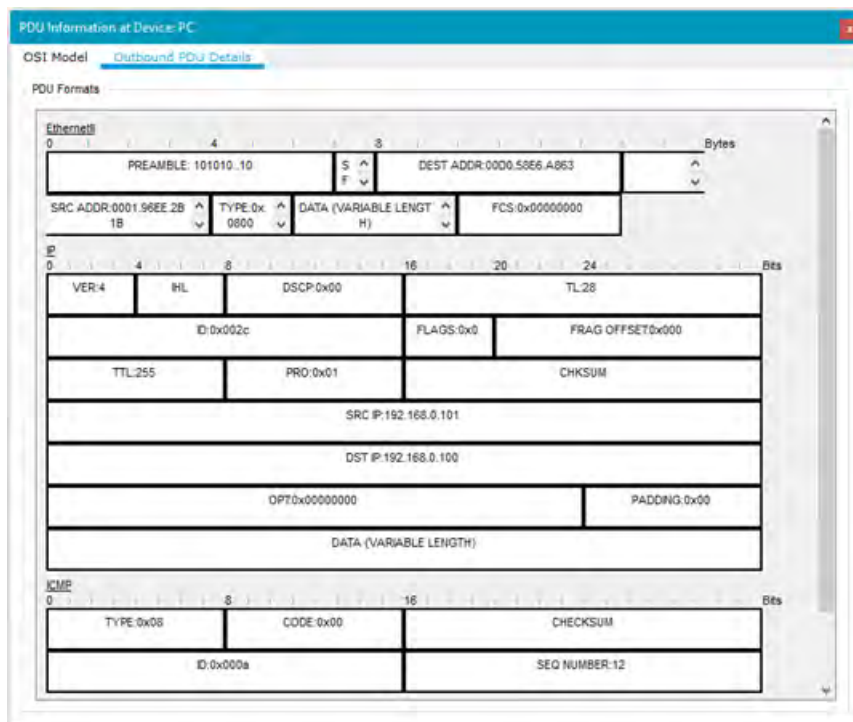 PDU Information at Device: PC
x
OSI Model Outbound PDU Details
PDU Formats
EthernetII
0 4 8 Bytes
PREAMBLE: 101010..10 S F DEST ADDR:00D0.58E6.A863
SRC ADDR:0001.96EE.2B 1B TYPE:0x 0800 DATA (VARIABLE LENGT H) FCS:0x00000000
IP
0 4 8 16 20 24 Bits
VER:4 IHL DSCP:0x00 TL:28
ID:0x002c FLAGS:0x0 FRAG OFFSET:0x000
TTL:255 PRO:0x01 CHKSUM
SRC IP:192.168.0.101
DST IP:192.168.0.100
OPT:0x00000000 PADDING:0x00
DATA (VARIABLE LENGTH)
ICMP
0 8 16 Bits
TYPE:0x08 CODE:0x00 CHECKSUM
ID:0x000a SEQ NUMBER:12